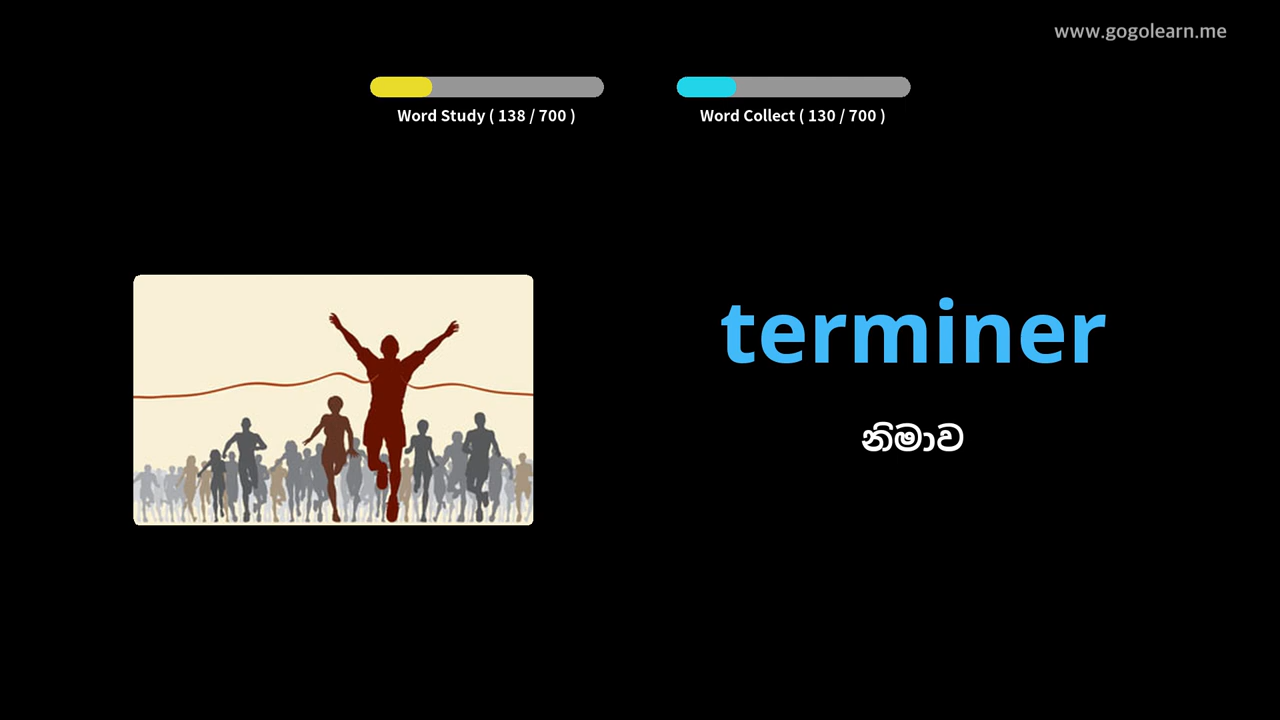 www.gogolearn.me
Word Study ( 138 / 700 )
Word Collect ( 130 / 700 )
terminer
නිමාව